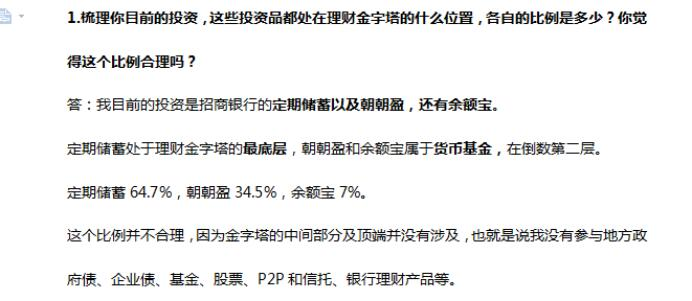 1.梳理你目前的投资，这些投资品都处在理财金字塔的什么位置，各自的比例是多少？你觉
得这个比例合理吗？
答：我目前的投资是招商银行的定期储蓄以及朝朝盈，还有余额宝。
定期储蓄处于理财金字塔的最底层，朝朝盈和余额宝属于货币基金，在倒数第二层。
定期储蓄 64.7%，朝朝盈 34.5%，余额宝 7%。
这个比例并不合理，因为金字塔的中间部分及顶端并没有涉及，也就是说我没有参与地方政
府债、企业债、基金、股票、P2P 和信托、银行理财产品等。